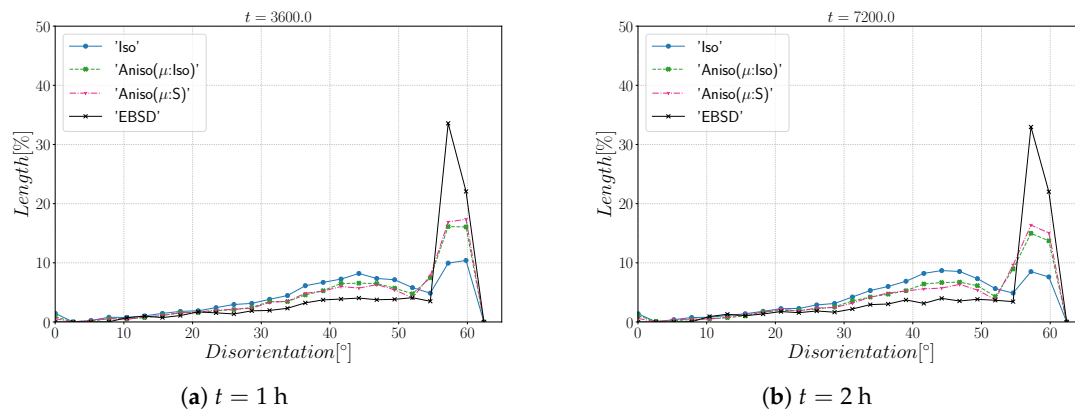 t = 3600.0
50
40
30
20
10
0
Length[%]
'Iso'
'Aniso(μ:Iso)'
'Aniso(μ:S)'
'EBSD'
0 10 20 30 40 50 60
Disorientation[°]
(a) t = 1 h
t = 7200.0
50
40
30
20
10
0
Length[%]
'Iso'
'Aniso(μ:Iso)'
'Aniso(μ:S)'
'EBSD'
0 10 20 30 40 50 60
Disorientation[°]
(b) t = 2 h